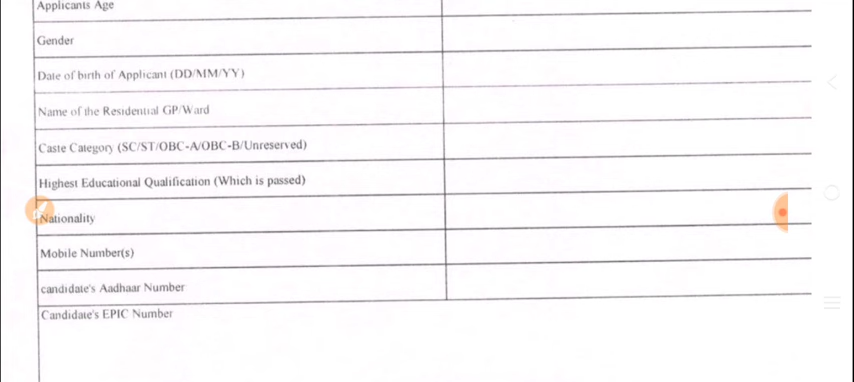 Applicants Age
Gender
Date of birth of Applicant (DD/MM/YY)
Name of the Residential GP/Ward
Caste Category (SC/ST/OBC-A/OBC-B/Unreserved)
Highest Educational Qualification (Which is passed)
Nationality
Mobile Number(s)
candidate's Aadhaar Number
Candidate's EPIC Number